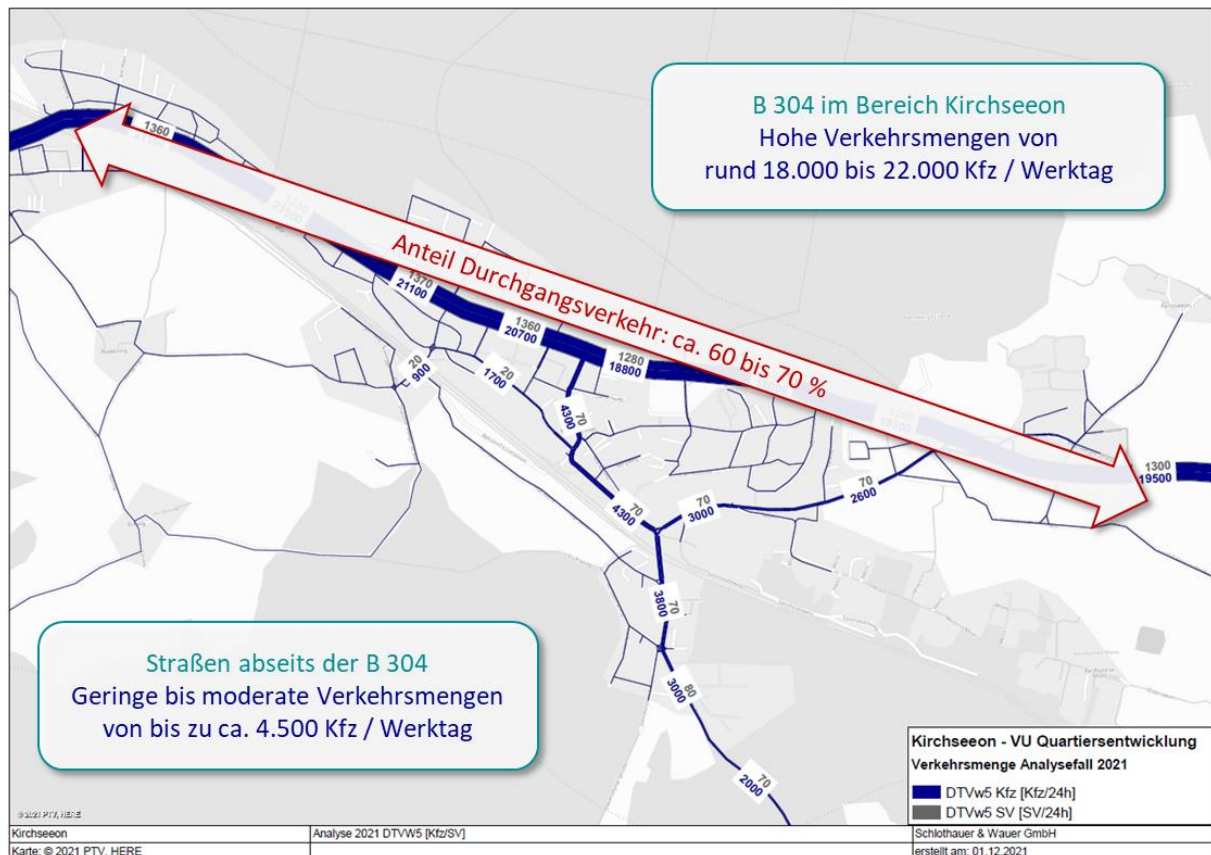 B 304 im Bereich Kirchseeon
Hohe Verkehrsmengen von
rund 18.000 bis 22.000 Kfz / Werktag
Anteil Durchgangsverkehr: ca. 60 bis 70 %
1360
1370
21100
1360
20700
1280
18800
1300
19500
20
900
20
1700
70
4300
70
4300
70
3000
70
2600
70
3800
80
3000
70
2000
Straßen abseits der B 304
Geringe bis moderate Verkehrsmengen
von bis zu ca. 4.500 Kfz / Werktag
Kirchseeon - VU Quartiersentwicklung
Verkehrsmenge Analysefall 2021
DTVw5 Kfz [Kfz/24h]
DTVw5 SV [SV/24h]
© 2021 PTV, HERE
Kirchseeon
Analyse 2021 DTVW5 [Kfz/SV]
Schlothauer & Wauer GmbH
Karte: © 2021 PTV, HERE
erstellt am: 01.12.2021